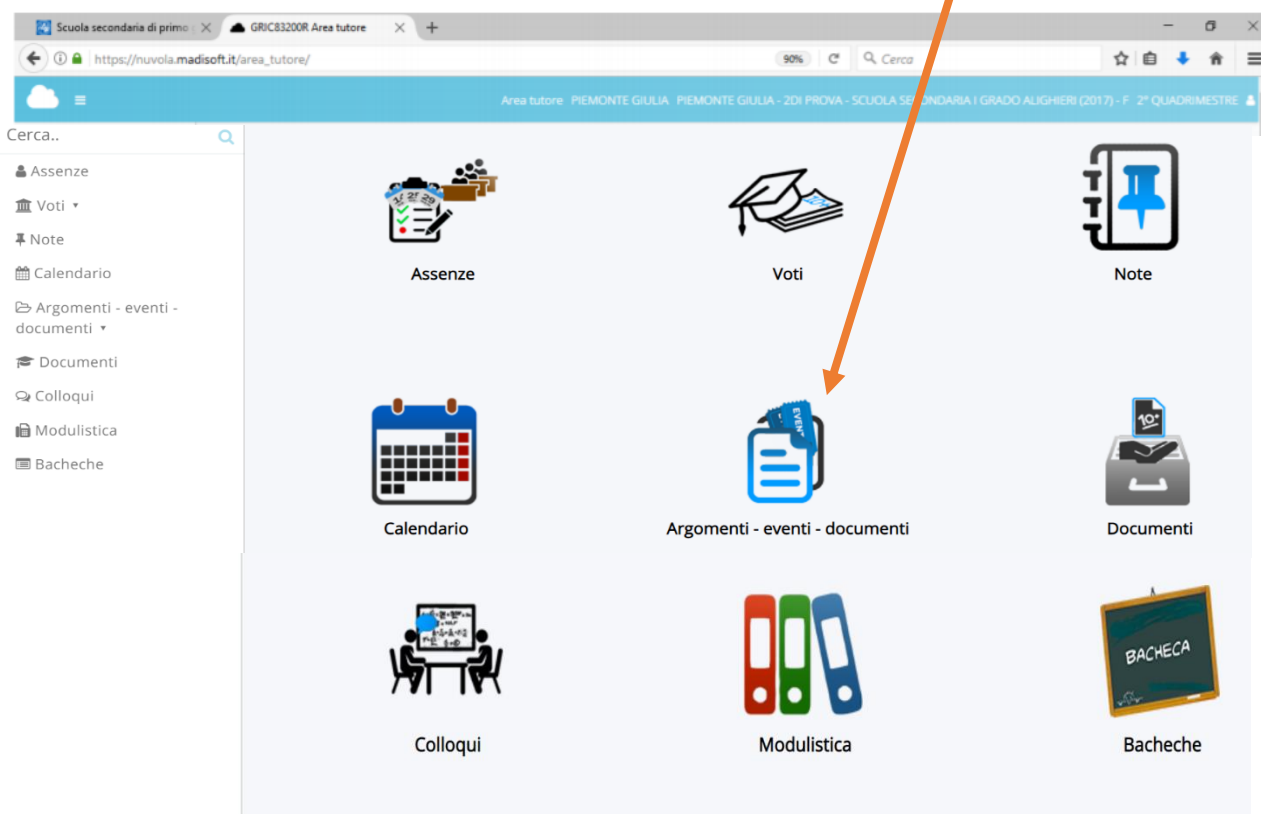 Scuola secondaria di primo
GRIC83200R Area tutore
https://nuvola.madisoft.it/area_tutore/
90%
Cerca
Area tutore PIEMONTE GIULIA PIEMONTE GIULIA - 2DI PROVA - SCUOLA SECONDARIA I GRADO ALIGHIERI (2017) - F 2° QUADRIMESTRE
Cerca..
Assenze
Voti
Note
Calendario
Argomenti - eventi -
documenti
Documenti
Colloqui
Modulistica
Bacheche
Assenze
Voti
Note
EVENT
10+
Calendario
Argomenti - eventi - documenti
Documenti
BACHECA
Colloqui
Modulistica
Bacheche